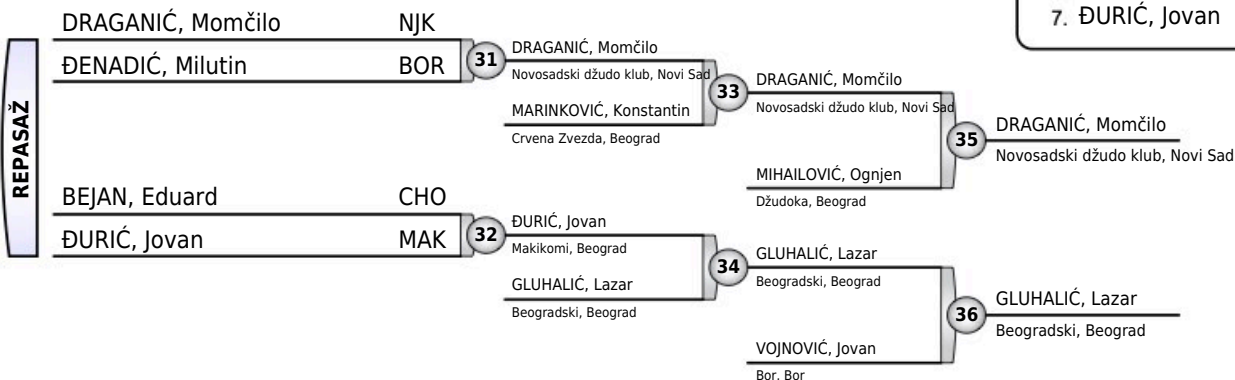 7. ĐURIĆ, Jovan
REPASAŽ
DRAGANIĆ, Momčilo NJK
ĐENADIĆ, Milutin BOR
31
DRAGANIĆ, Momčilo
Novosadski džudo klub, Novi Sad
MARINKOVIĆ, Konstantin
Crvena Zvezda, Beograd
33
DRAGANIĆ, Momčilo
Novosadski džudo klub, Novi Sad
MIHAILOVIĆ, Ognjen
Džudoka, Beograd
35
DRAGANIĆ, Momčilo
Novosadski džudo klub, Novi Sad
BEJAN, Eduard CHO
ĐURIĆ, Jovan MAK
32
ĐURIĆ, Jovan
Makikomi, Beograd
GLUHALIĆ, Lazar
Beogradski, Beograd
34
GLUHALIĆ, Lazar
Beogradski, Beograd
VOJNOVIĆ, Jovan
Bor, Bor
36
GLUHALIĆ, Lazar
Beogradski, Beograd